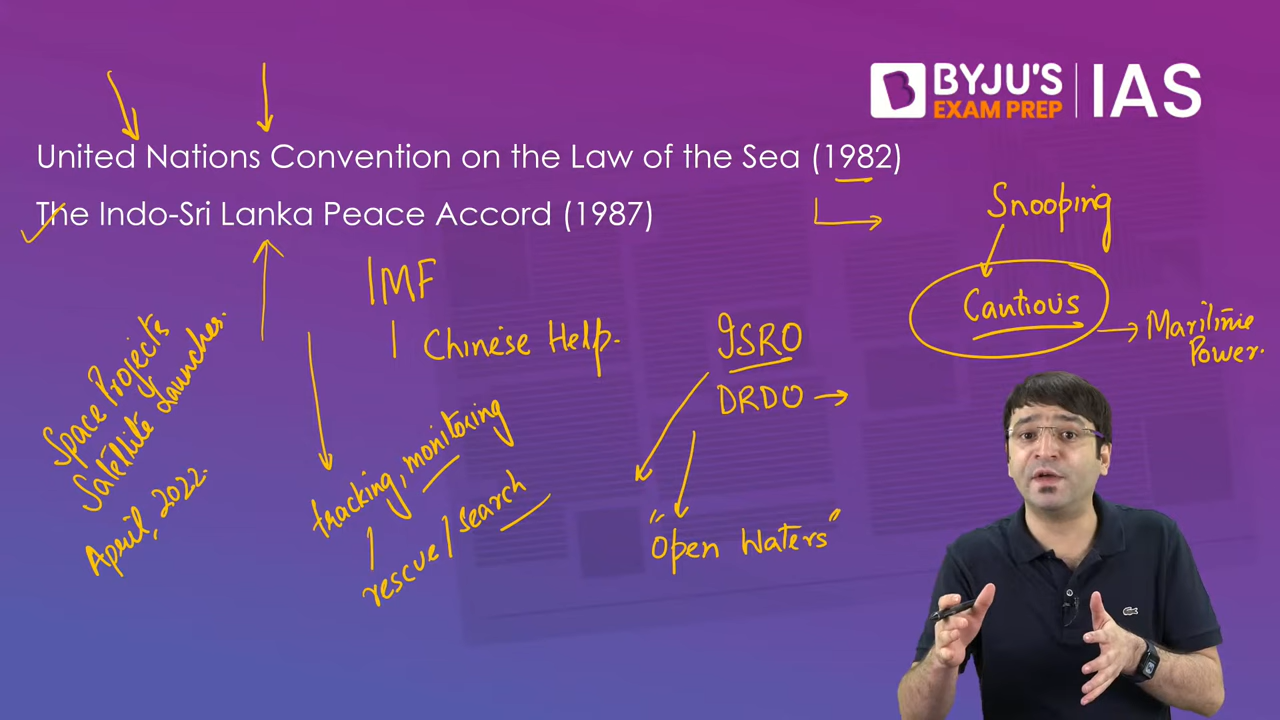 BYJU'S
EXAM PREP
IAS
United Nations Convention on the Law of the Sea (1982)
The Indo-Sri Lanka Peace Accord (1987)
Snooping
Cautious
Maritime
Power.
IMF
Chinese Help.
ISRO
DRDO
Space Projects
Satellite Launches.
April, 2022.
tracking, monitoring
rescue/search
"Open Waters"